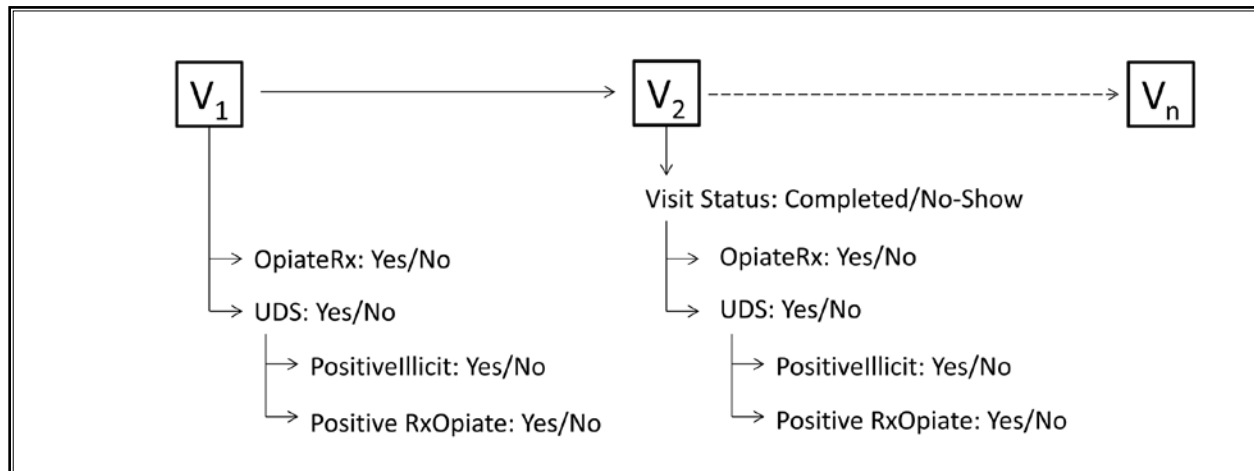 V1 V2 Vn
Visit Status: Completed/No-Show
OpiateRx: Yes/No OpiateRx: Yes/No
UDS: Yes/No UDS: Yes/No
PositiveIllicit: Yes/No PositiveIllicit: Yes/No
Positive RxOpiate: Yes/No Positive RxOpiate: Yes/No